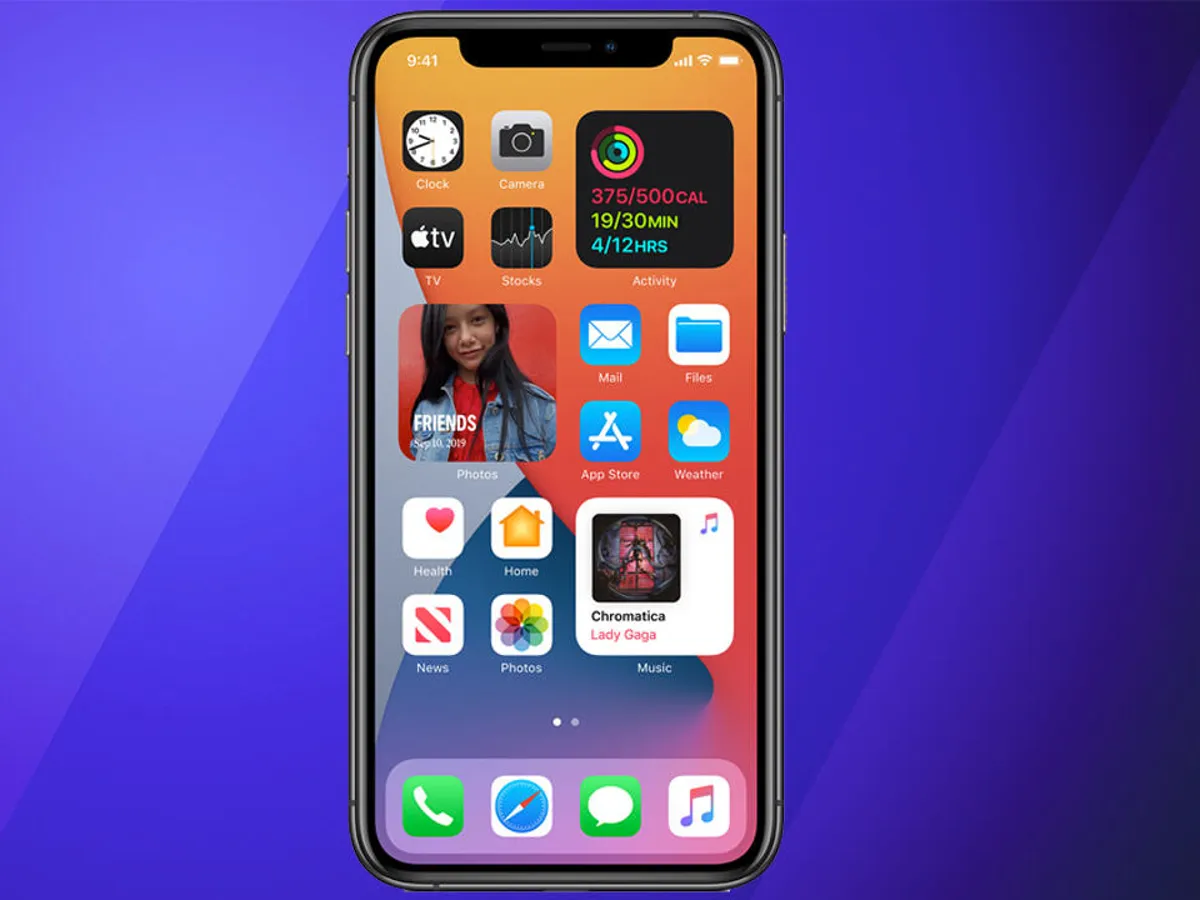 9:41
Clock
Camera
375/500CAL
19/30MIN
4/12HRS
tv
TV
Stocks
Activity
Mail
Files
FRIENDS
Sep 10, 2019
Photos
App Store
Weather
Health
Home
Chromatica
Lady Gaga
News
Photos
Music